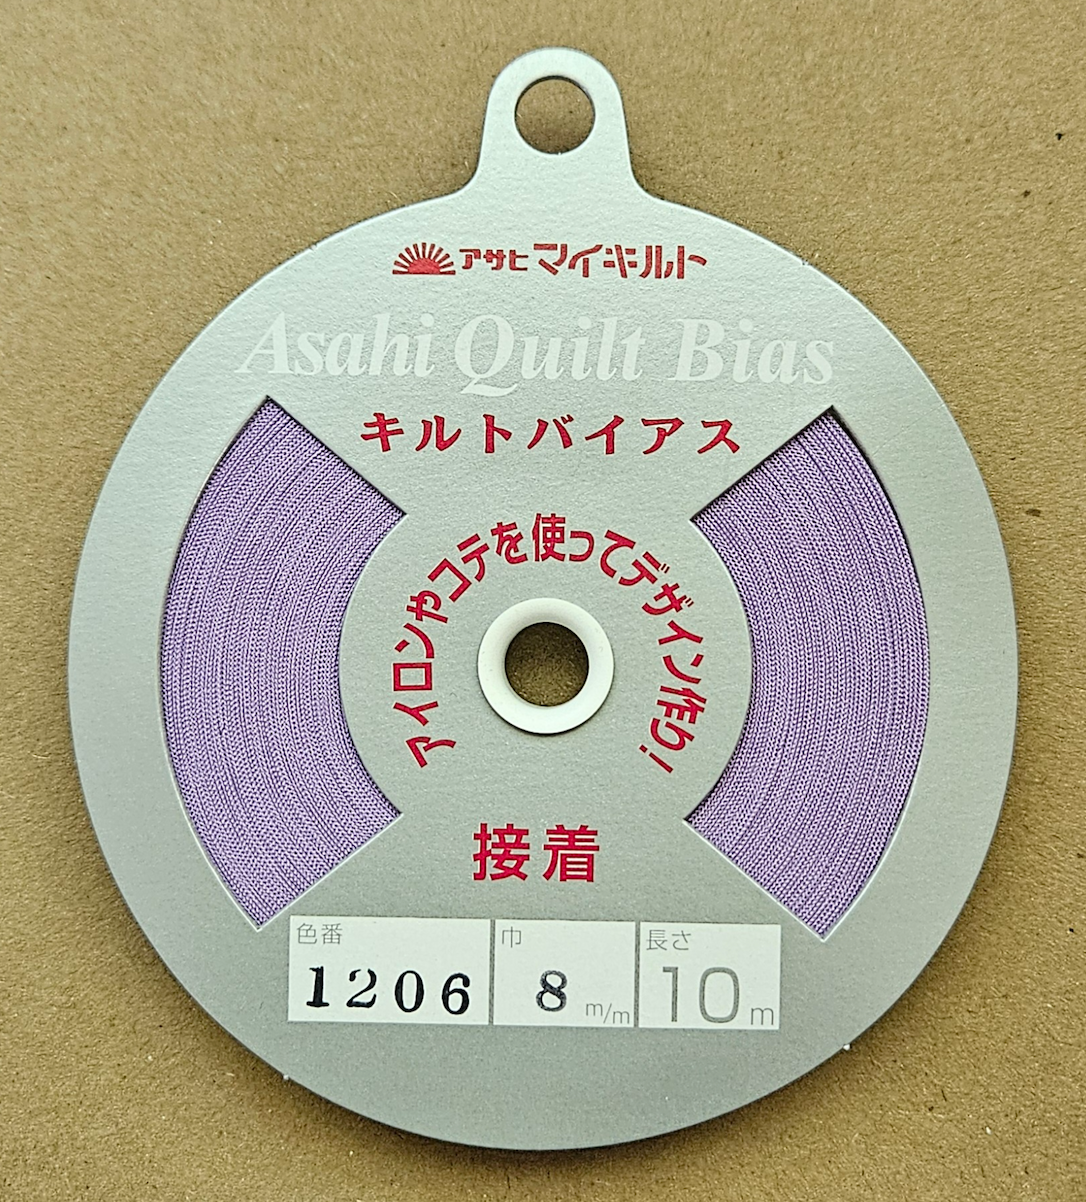 アサヒマイキルト
Asahi Quilt Bias
キルトバイアス
アイロンやコテを使ってデザイン作り!
接着
色番 巾 長さ
1206 8 m/m 10 m